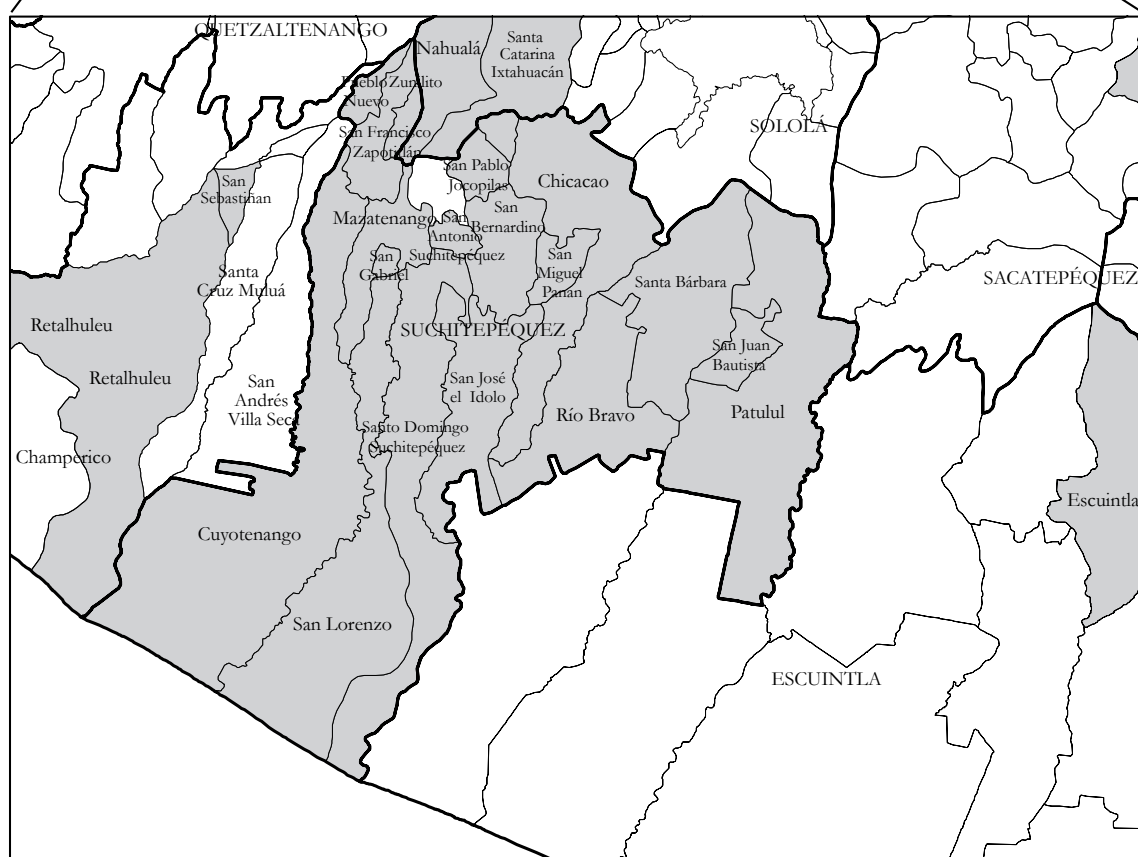 QUETZALTENANGO
Nahualá
Santa
Catarina
Ixtahuacán
Pueblo
Nuevo
Zunilito
San Francisco
Zapotitlán
SOLOLÁ
San Pablo
Jocopilas
Chicacao
San
Sebastiñan
Mazatenango
San
Antonio
Suchitepéquez
San
Bernardino
San
Gabriel
San
Miguel
Panan
Santa
Cruz Muluá
Santa Bárbara
SACATEPÉQUEZ
Retalhuleu
SUCHITEPÉQUEZ
San Juan
Bautista
Retalhuleu
San
Andrés
Villa Seca
San José
el Idolo
Río Bravo
Patulul
Santo Domingo
Suchitepéquez
Champerico
Escuintla
Cuyotenango
San Lorenzo
ESCUINTLA